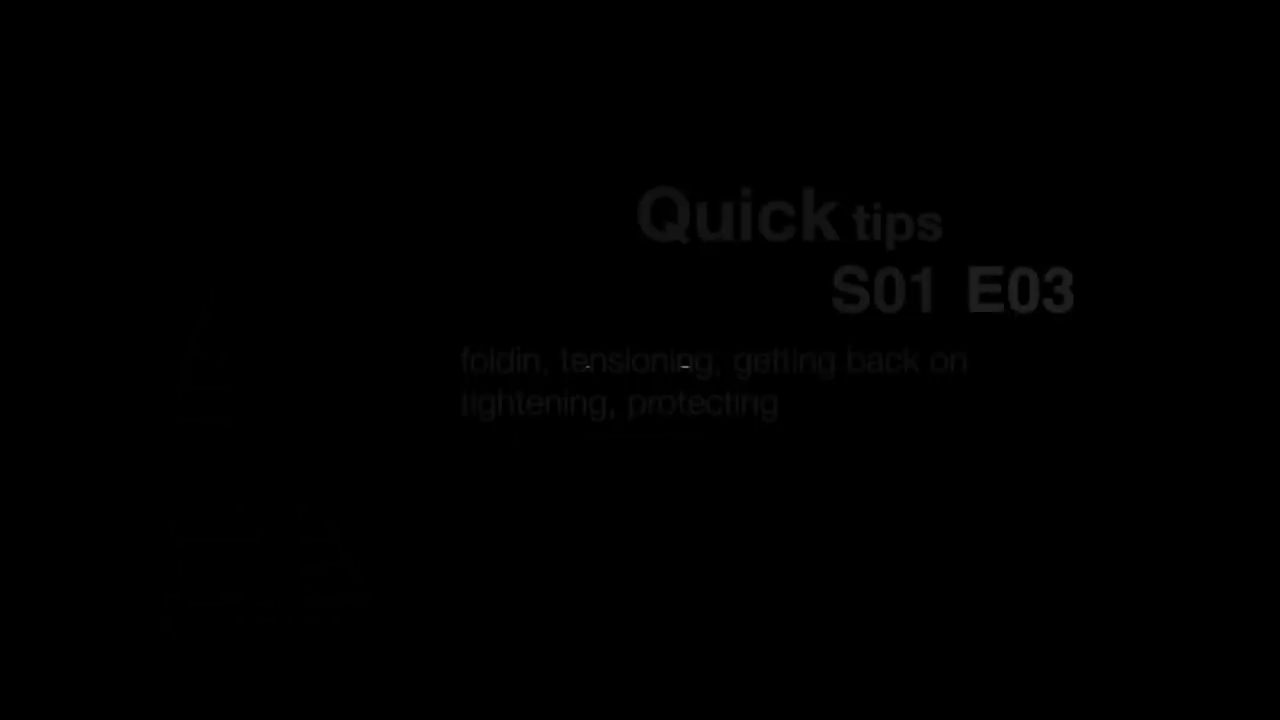 Quick tips
S01 E03
foldin, tensioning, getting back on
tightening, protecting